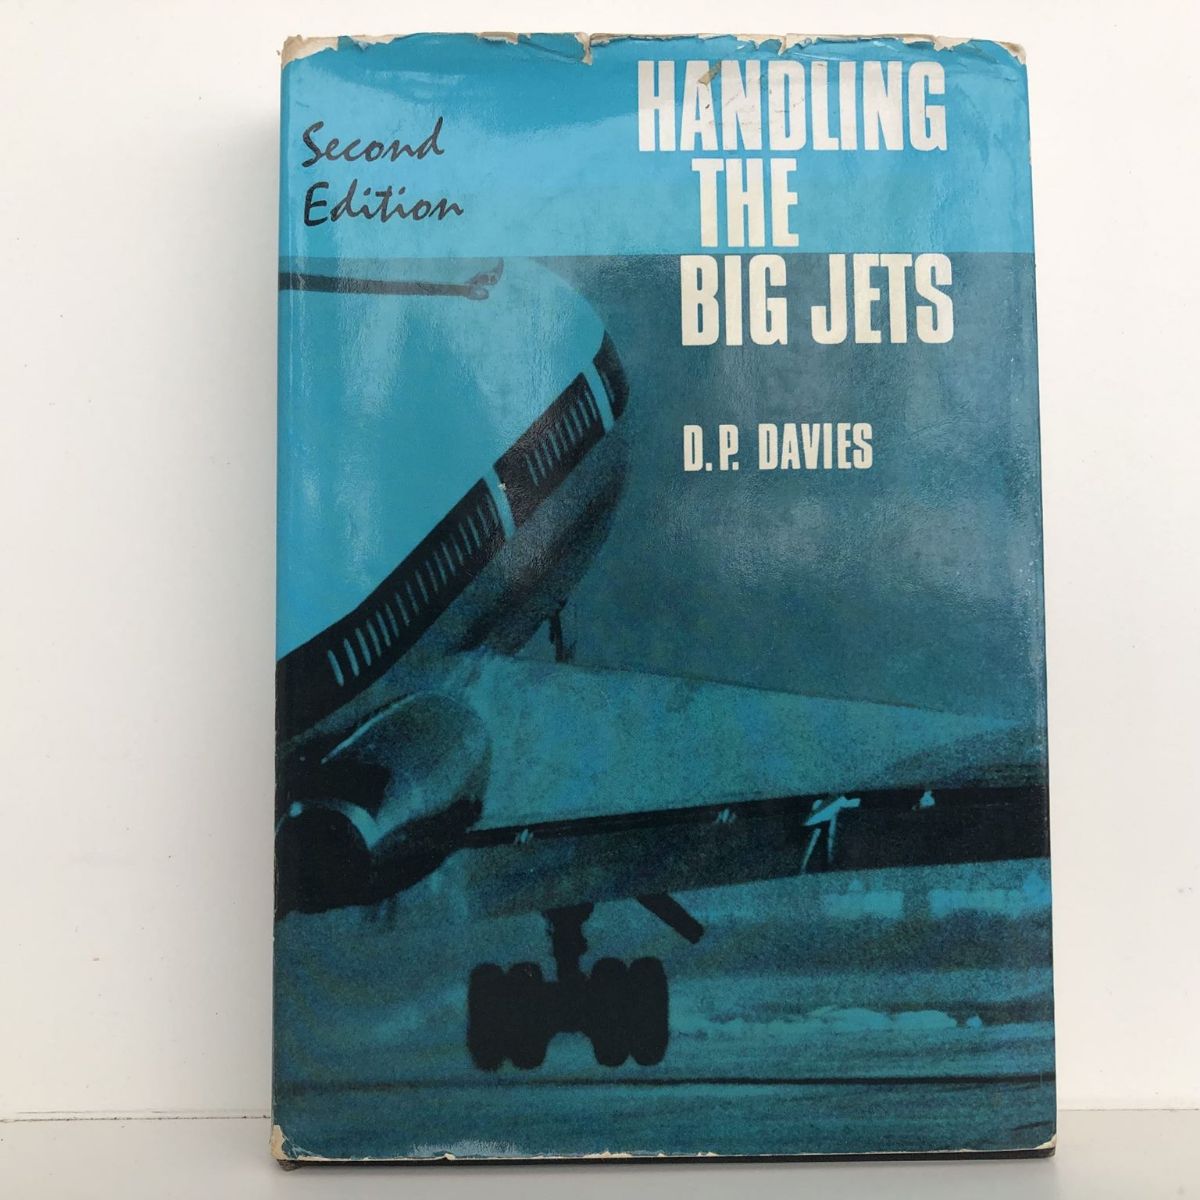 Second
Edition
HANDLING
THE
BIG JETS
D.P. DAVIES